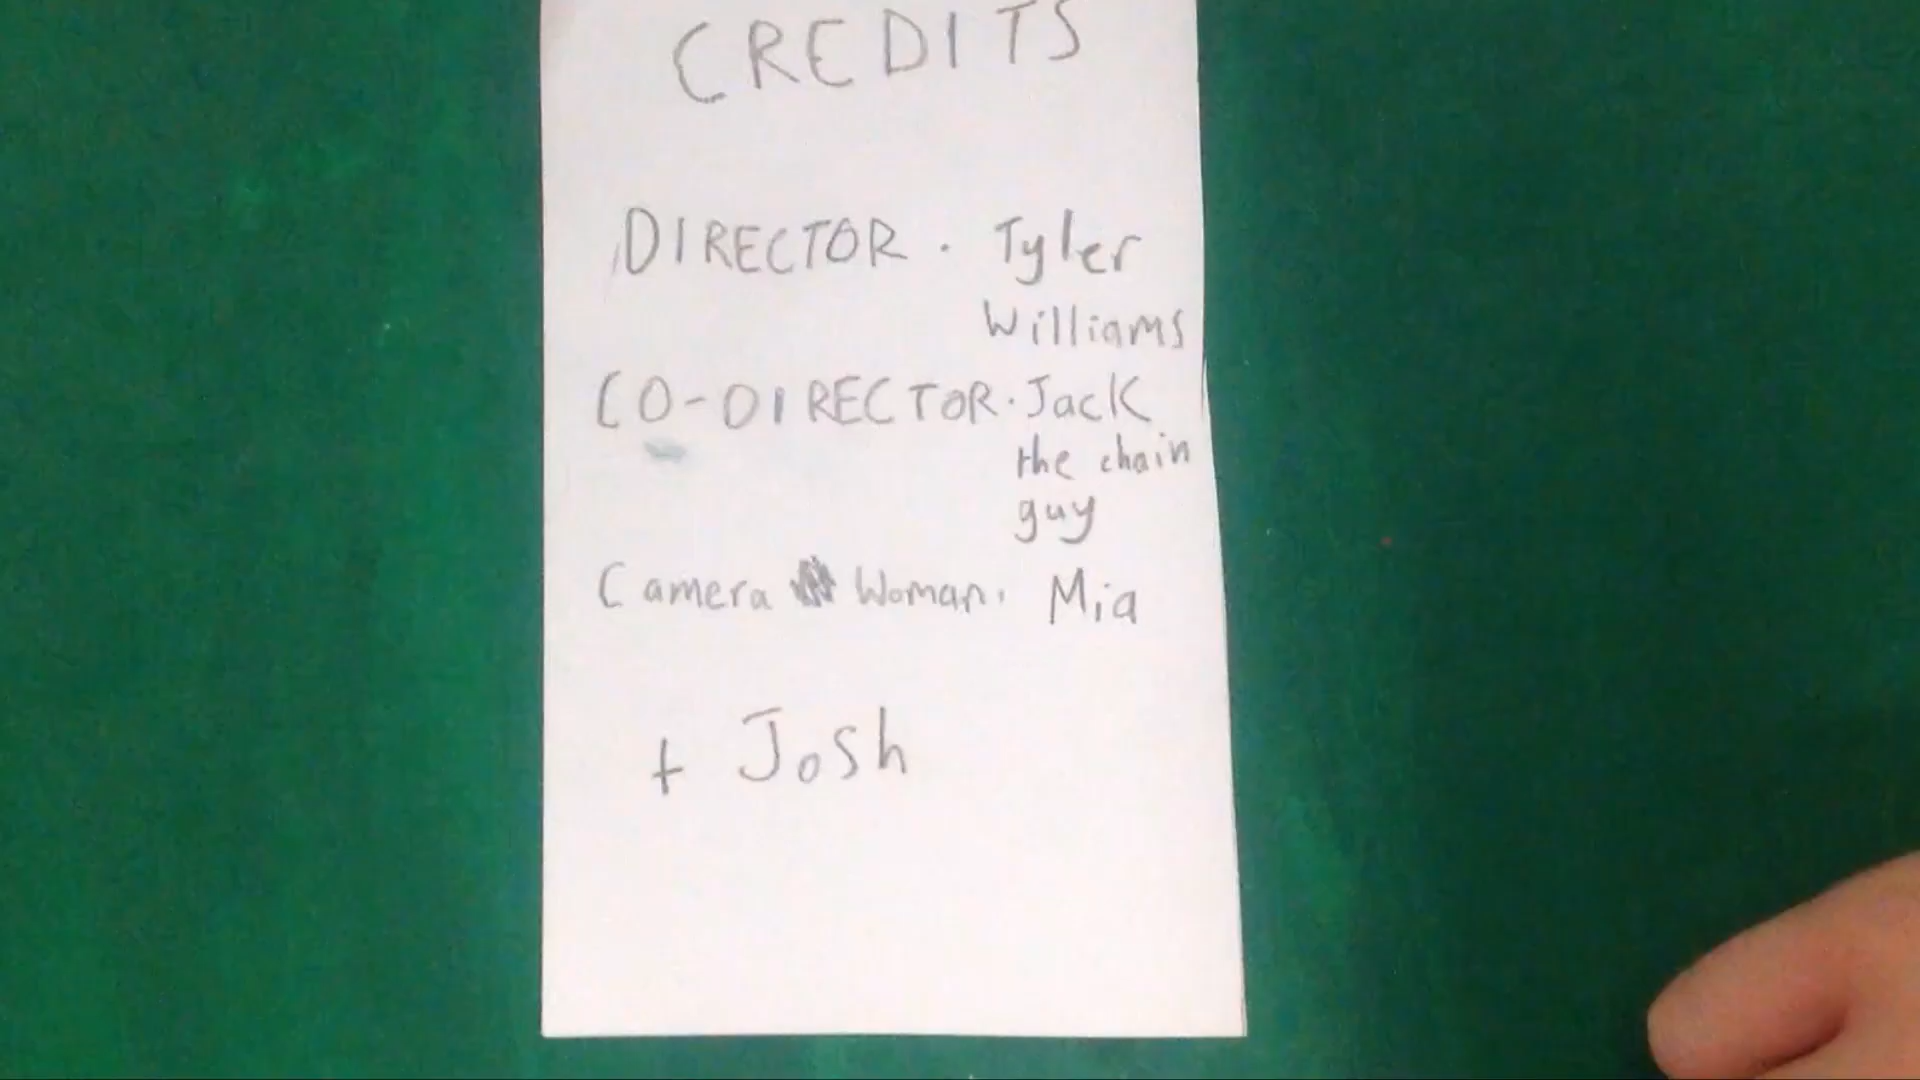 CREDITS
DIRECTOR. Tyler
Williams
CO-DIRECTOR. Jack
the chain
guy
Camera Woman. Mia
+ Josh